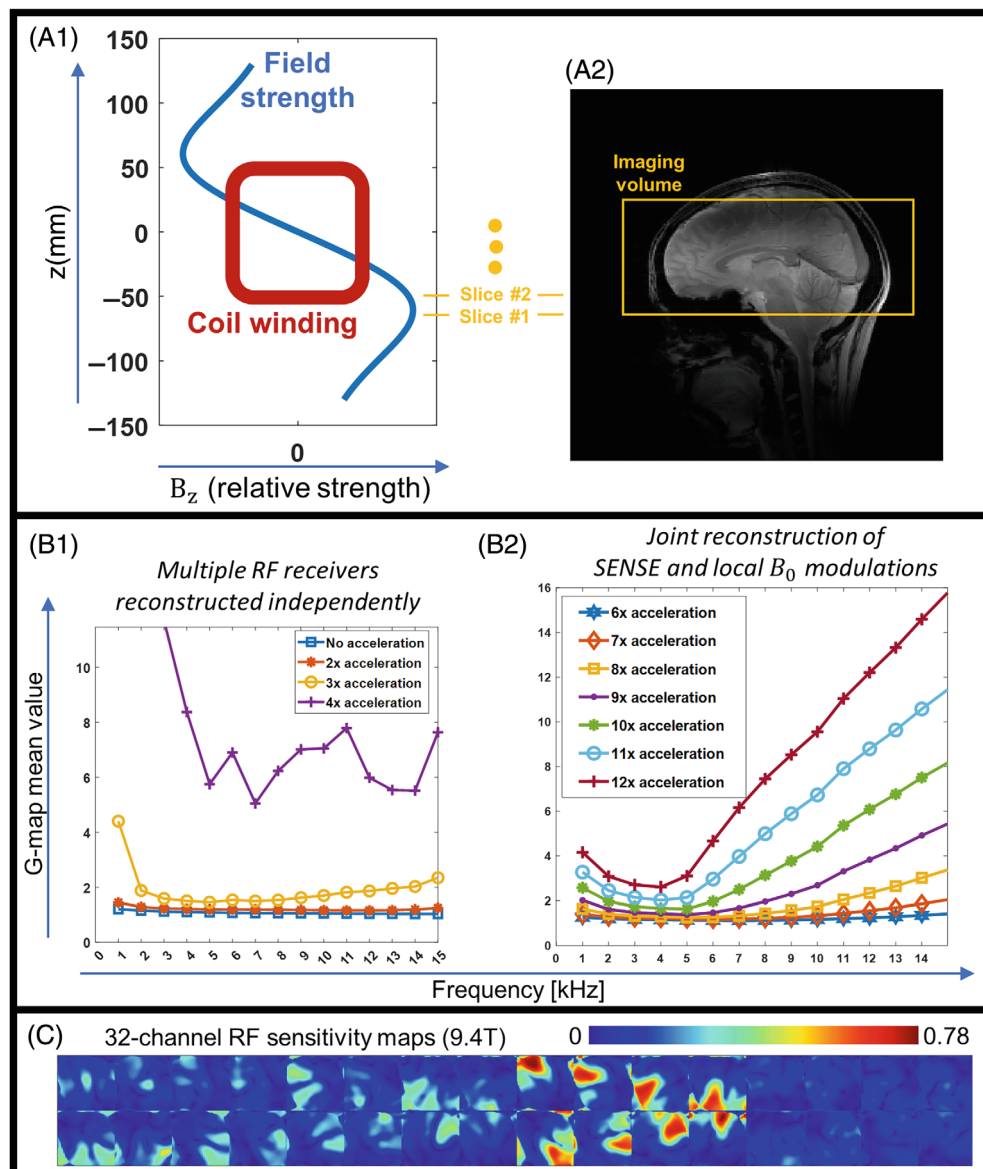 (A1)
150
100
50
0
−50
−100
−150
z(mm)
Field
strength
Coil winding
0
Bz (relative strength)
Slice #2
Slice #1
(A2)
Imaging
volume
(B1)
Multiple RF receivers
reconstructed independently
G-map mean value
10
8
6
4
2
0
No acceleration
2x acceleration
3x acceleration
4x acceleration
0 1 2 3 4 5 6 7 8 9 10 11 12 13 14 15
(B2)
Joint reconstruction of
SENSE and local B0 modulations
16
14
12
10
8
6
4
2
0
6x acceleration
7x acceleration
8x acceleration
9x acceleration
10x acceleration
11x acceleration
12x acceleration
0 1 2 3 4 5 6 7 8 9 10 11 12 13 14
Frequency [kHz]
(C)
32-channel RF sensitivity maps (9.4T)
0
0.78